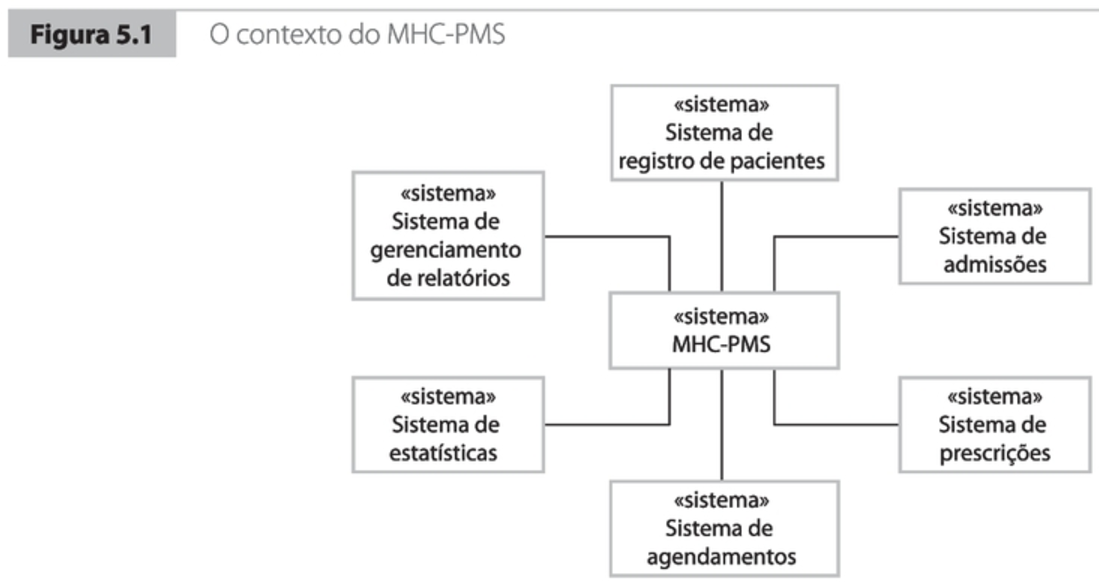 Figura 5.1 O contexto do MHC-PMS
«sistema»
Sistema de
registro de pacientes
«sistema»
Sistema de
gerenciamento
de relatórios
«sistema»
Sistema de
admissões
«sistema»
MHC-PMS
«sistema»
Sistema de
estatísticas
«sistema»
Sistema de
prescrições
«sistema»
Sistema de
agendamentos